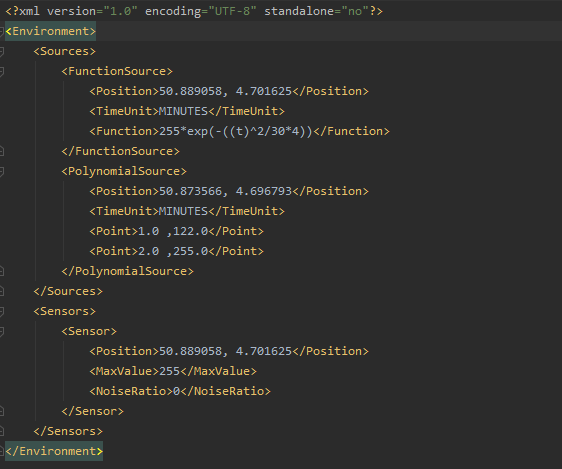 <?xml version="1.0" encoding="UTF-8" standalone="no"?>
<Environment>
<Sources>
<FunctionSource>
<Position>50.889058, 4.701625</Position>
<TimeUnit>MINUTES</TimeUnit>
<Function>255*exp(-((t)^2/30*4))</Function>
</FunctionSource>
<PolynomialSource>
<Position>50.873566, 4.696793</Position>
<TimeUnit>MINUTES</TimeUnit>
<Point>1.0 ,122.0</Point>
<Point>2.0 ,255.0</Point>
</PolynomialSource>
</Sources>
<Sensors>
<Sensor>
<Position>50.889058, 4.701625</Position>
<MaxValue>255</MaxValue>
<NoiseRatio>0</NoiseRatio>
</Sensor>
</Sensors>
</Environment>